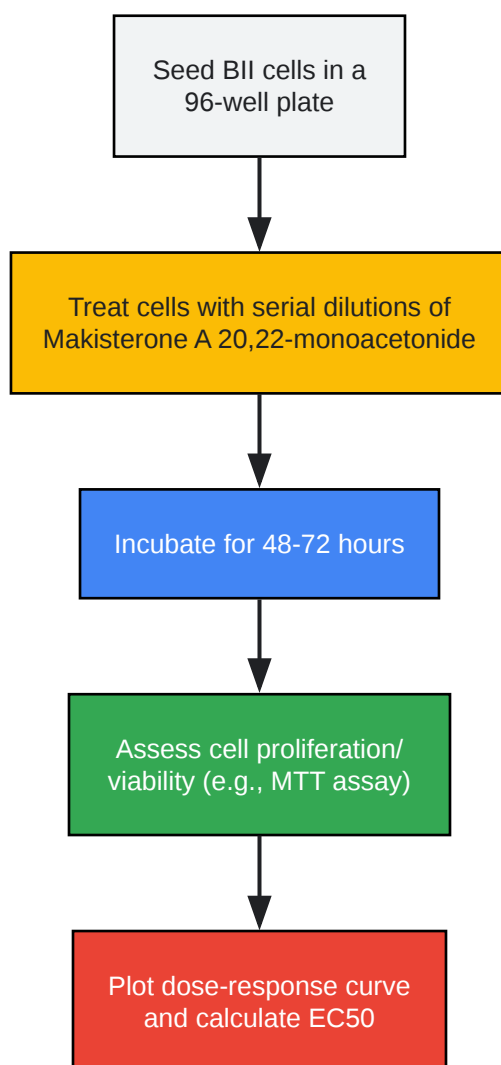 Seed BII cells in a
96-well plate
Treat cells with serial dilutions of
Makisterone A 20,22-monoacetonide
Incubate for 48-72 hours
Assess cell proliferation/
viability (e.g., MTT assay)
Plot dose-response curve
and calculate EC50